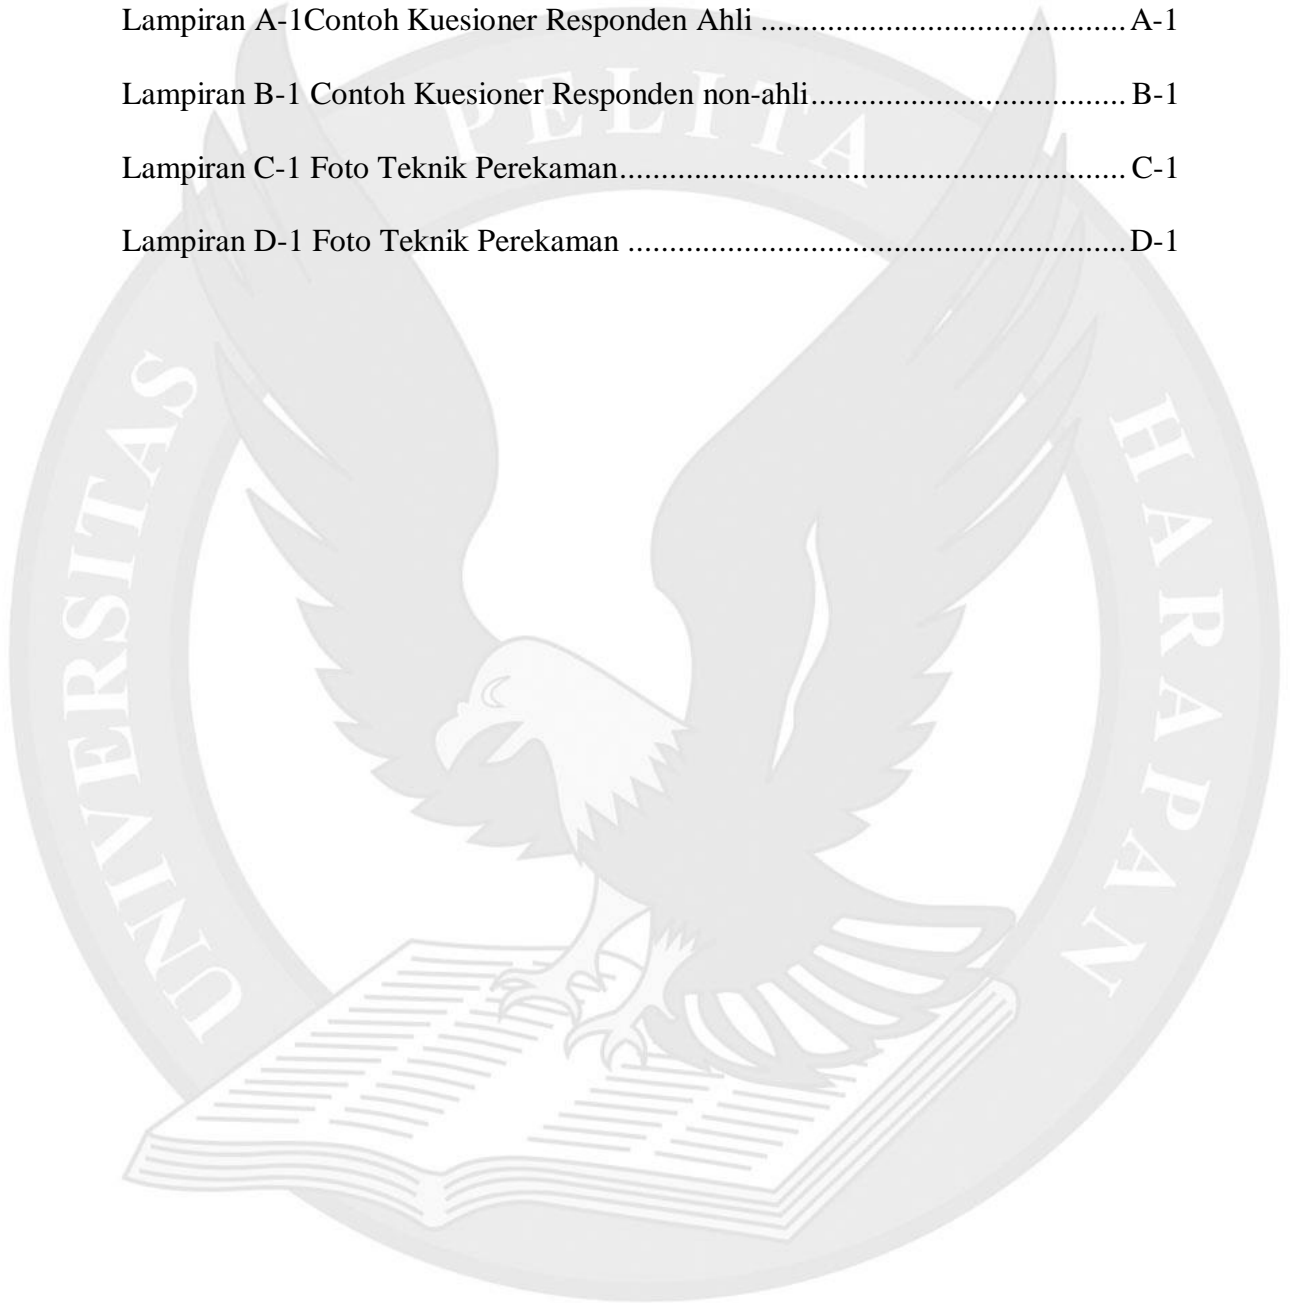 Lampiran A-1Contoh Kuesioner Responden Ahli ............................................ A-1
Lampiran B-1 Contoh Kuesioner Responden non-ahli...................................... B-1
Lampiran C-1 Foto Teknik Perekaman............................................................. C-1
Lampiran D-1 Foto Teknik Perekaman ............................................................ D-1
UNIVERSITAS PELITA HARAPAN